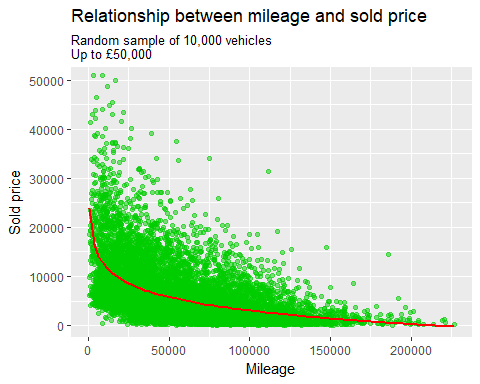 Relationship between mileage and sold price
Random sample of 10,000 vehicles
Up to £50,000
Sold price
50000
40000
30000
20000
10000
0
0
50000
100000
150000
200000
Mileage